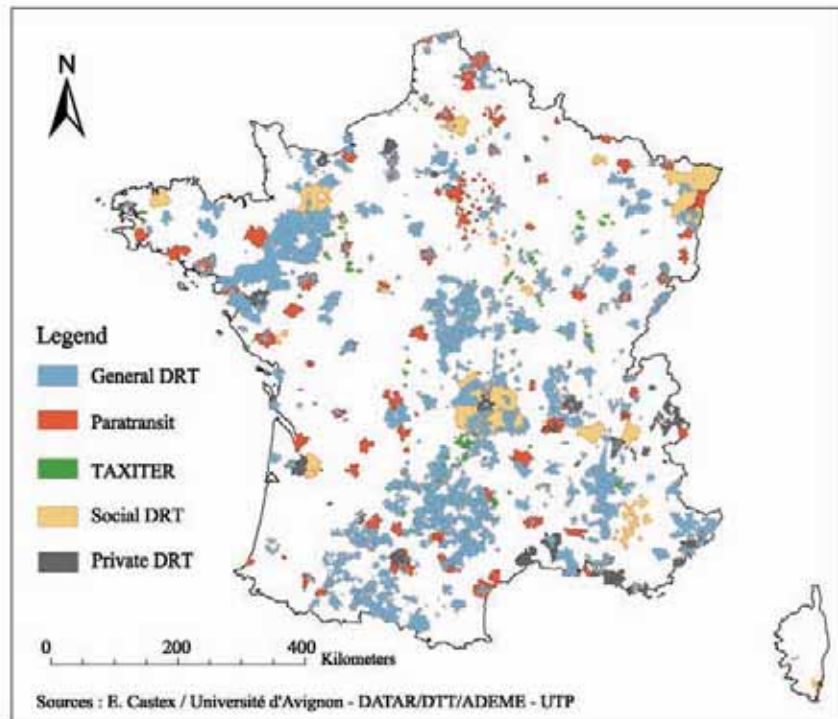 N
Legend
General DRT
Paratransit
TAXITER
Social DRT
Private DRT
0 200 400
Kilometers
Sources : E. Castex / Université d'Avignon - DATAR/DTT/ADEME - UTP